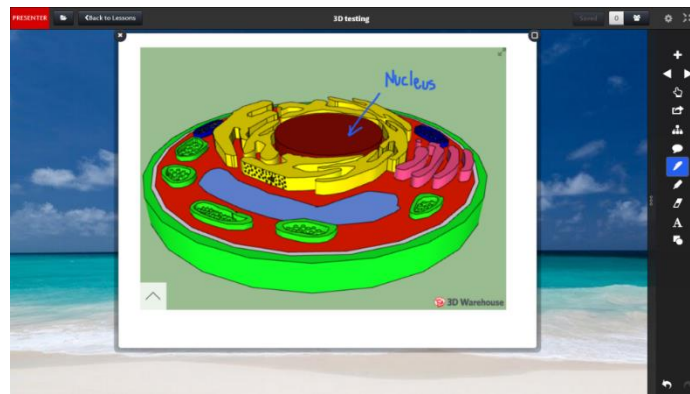 PRESENTER
Back to Lessons
3D testing
Saved
0
Nucleus
3D Warehouse
A